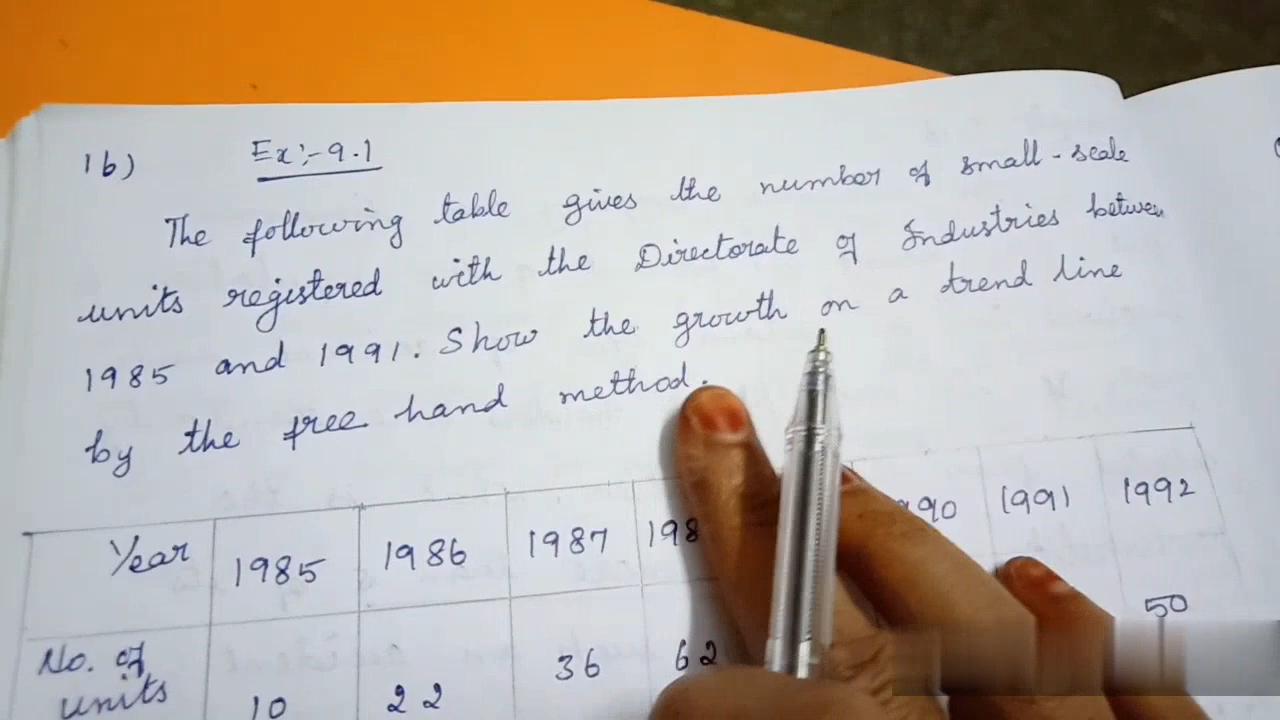 1b) Ex:-9.1
The following table gives the number of small-scale
units registered with the Directorate of Industries between
1985 and 1991. Show the growth on a trend line
by the free hand method.
Year 1985 1986 1987 1991 1992
No. of units 10 22 36 62 50